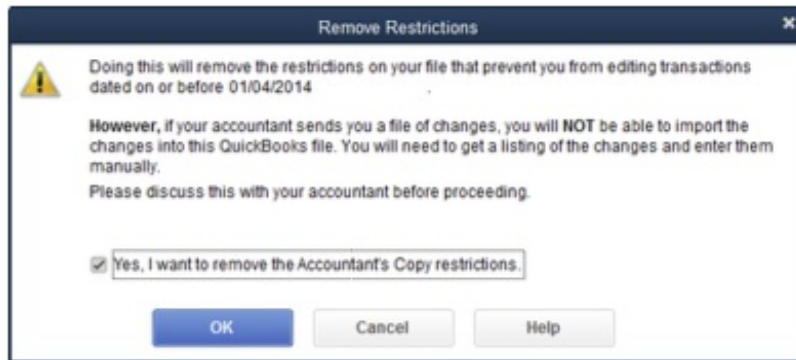 Remove Restrictions
Doing this will remove the restrictions on your file that prevent you from editing transactions
dated on or before 01/04/2014
However, if your accountant sends you a file of changes, you will NOT be able to import the
changes into this QuickBooks file. You will need to get a listing of the changes and enter them
manually.
Please discuss this with your accountant before proceeding.
Yes, I want to remove the Accountant's Copy restrictions.
OK Cancel Help